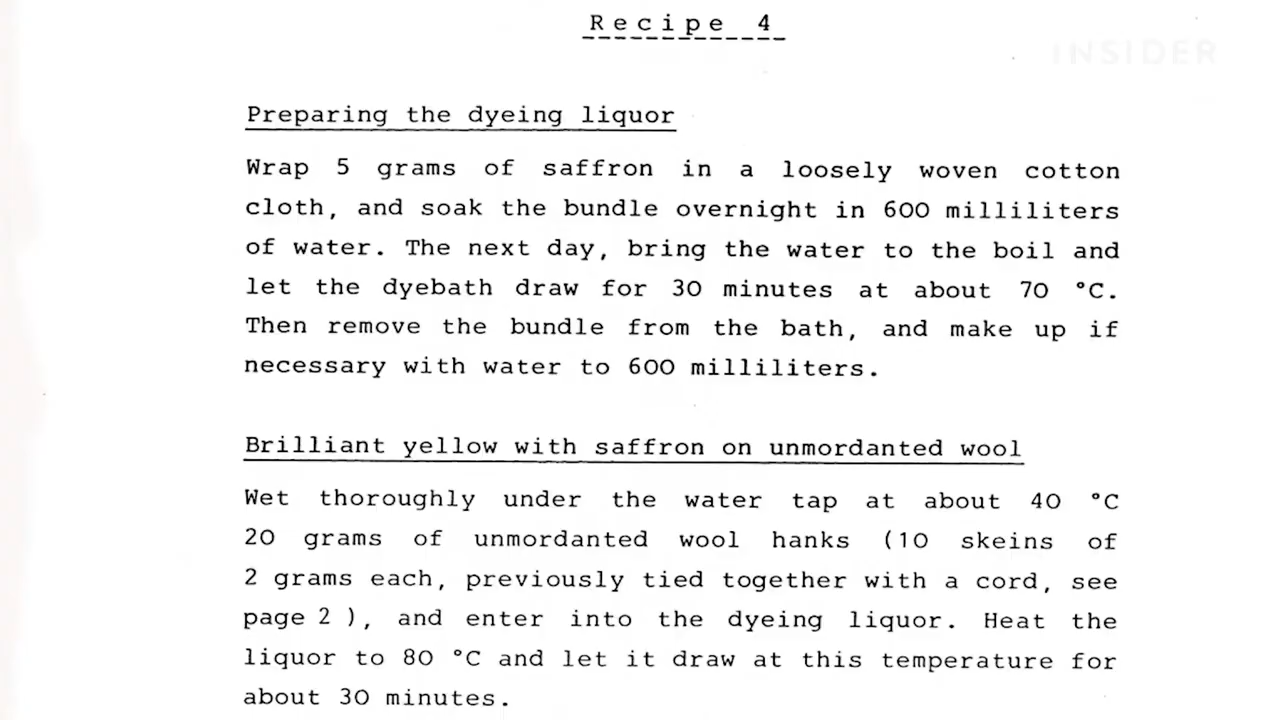 Recipe 4
INSIDER
Preparing the dyeing liquor
Wrap 5 grams of saffron in a loosely woven cotton
cloth, and soak the bundle overnight in 600 milliliters
of water. The next day, bring the water to the boil and
let the dyebath draw for 30 minutes at about 70 °C.
Then remove the bundle from the bath, and make up if
necessary with water to 600 milliliters.
Brilliant yellow with saffron on unmordanted wool
Wet thoroughly under the water tap at about 40 °C
20 grams of unmordanted wool hanks (10 skeins of
2 grams each, previously tied together with a cord, see
page 2 ), and enter into the dyeing liquor. Heat the
liquor to 80 °C and let it draw at this temperature for
about 30 minutes.